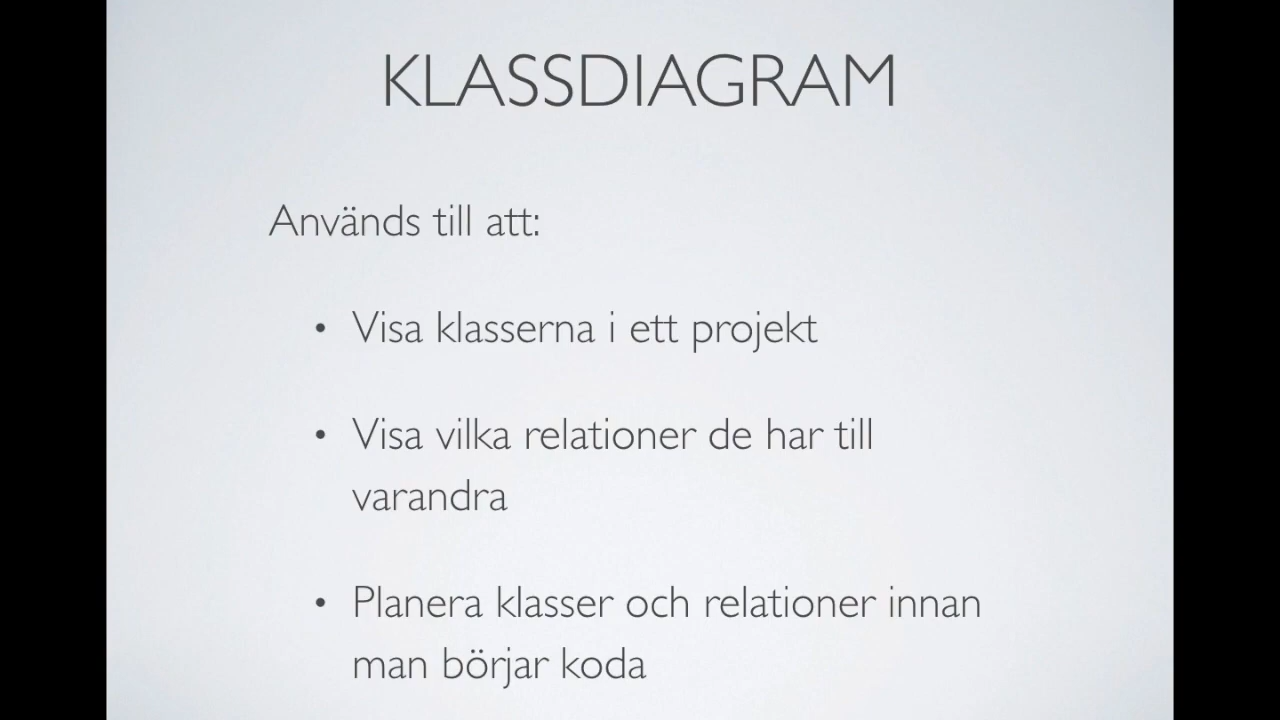 KLASSDIAGRAM
Används till att:
• Visa klasserna i ett projekt
• Visa vilka relationer de har till
varandra
• Planera klasser och relationer innan
man börjar koda